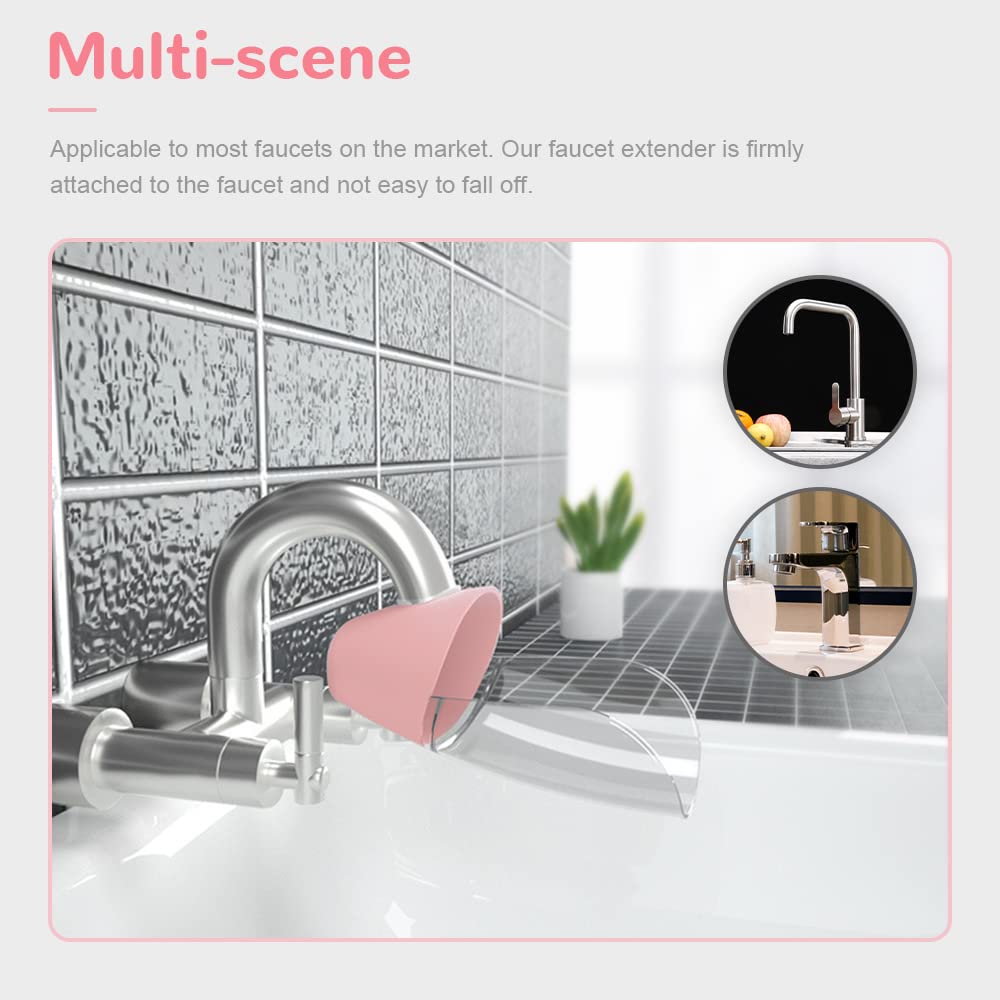 Multi-scene
Applicable to most faucets on the market. Our faucet extender is firmly
attached to the faucet and not easy to fall off.